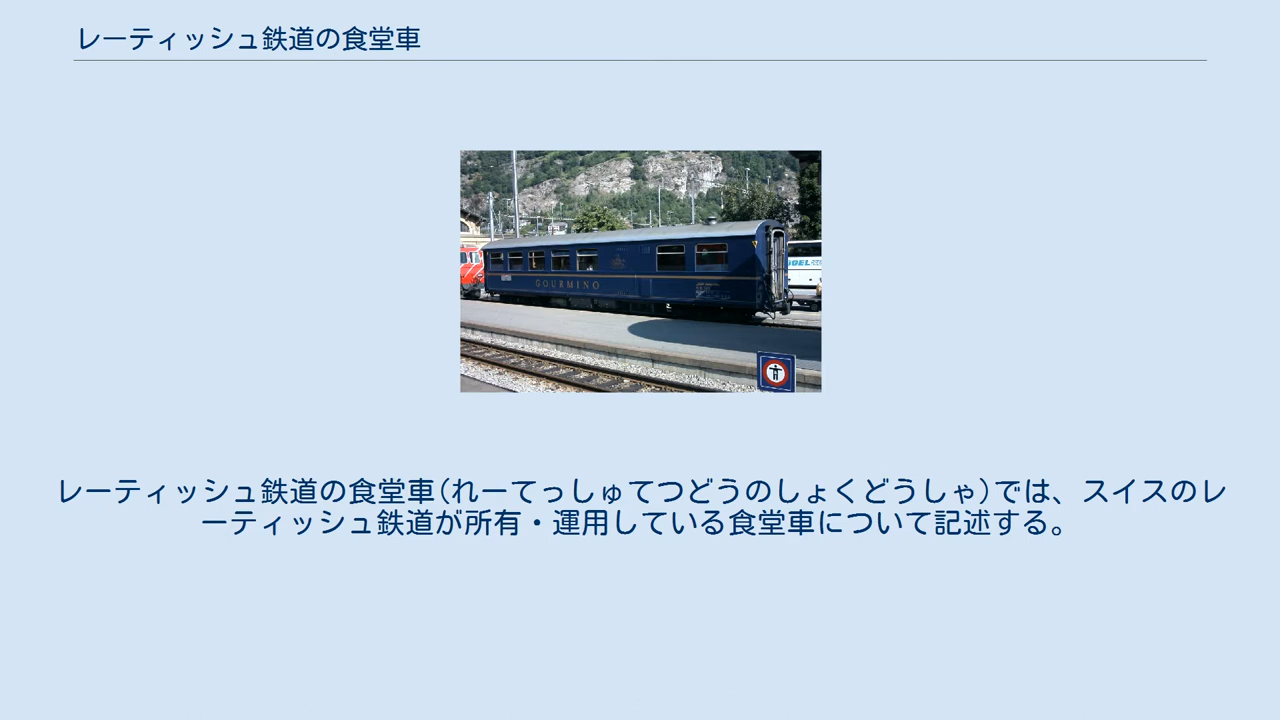 レーティッシュ鉄道の食堂車
GOURMINO
レーティッシュ鉄道の食堂車(れーてっしゅてつどうのしょくどうしゃ)では、スイスのレ
ーティッシュ鉄道が所有・運用している食堂車について記述する。